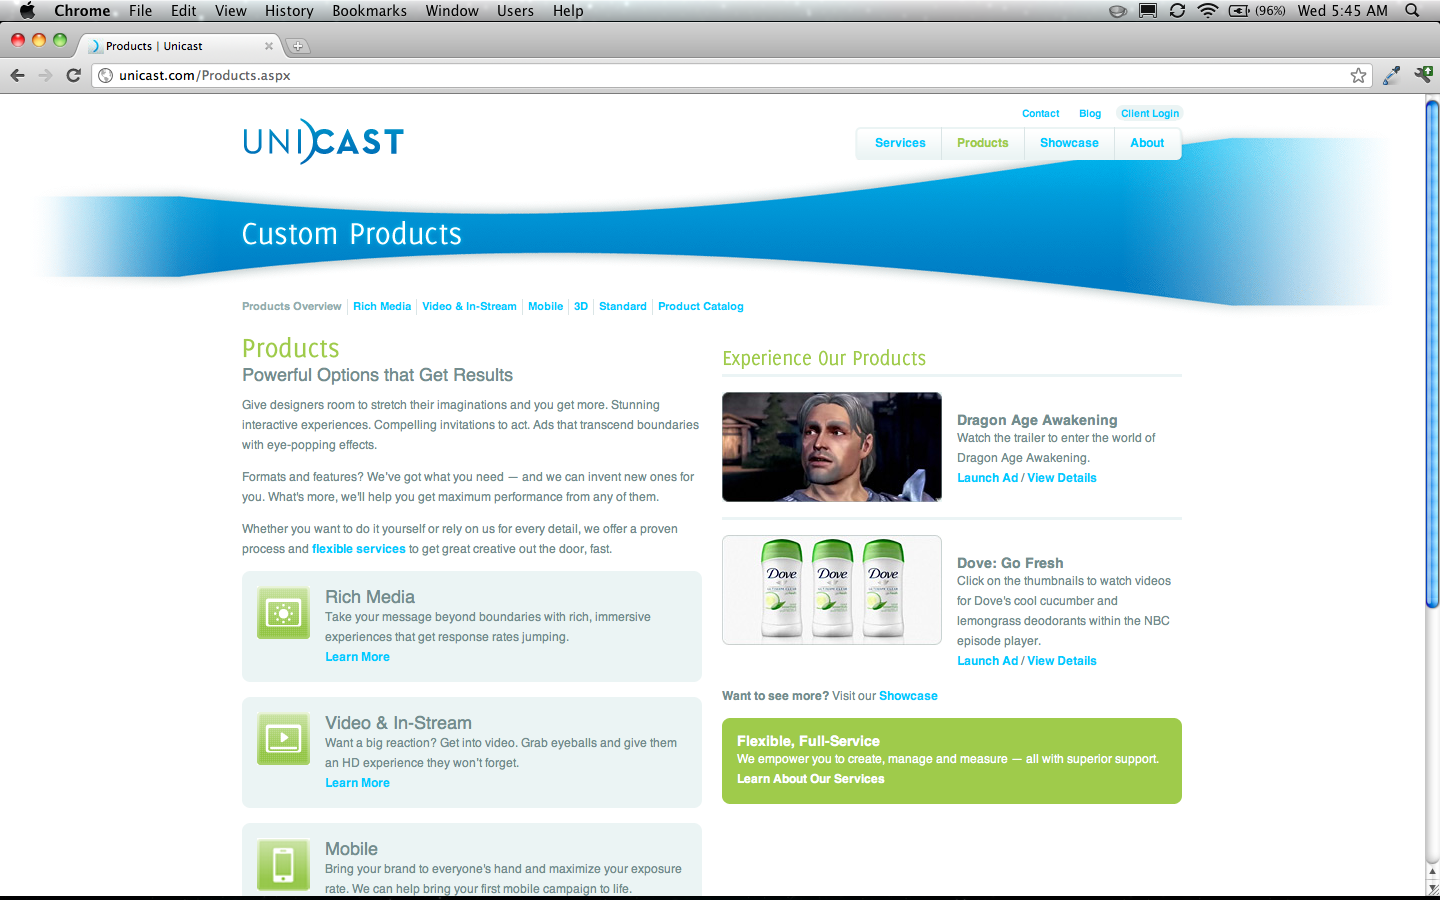 Chrome File Edit View History Bookmarks Window Users Help (96%) Wed 5:45 AM
Products | Unicast
unicast.com/Products.aspx
Contact Blog Client Login
UNICAST
Services Products Showcase About
Custom Products
Products Overview Rich Media Video & In-Stream Mobile 3D Standard Product Catalog
Products
Powerful Options that Get Results
Give designers room to stretch their imaginations and you get more. Stunning
interactive experiences. Compelling invitations to act. Ads that transcend boundaries
with eye-popping effects.
Formats and features? We've got what you need — and we can invent new ones for
you. What's more, we'll help you get maximum performance from any of them.
Whether you want to do it yourself or rely on us for every detail, we offer a proven
process and flexible services to get great creative out the door, fast.
Rich Media
Take your message beyond boundaries with rich, immersive
experiences that get response rates jumping.
Learn More
Video & In-Stream
Want a big reaction? Get into video. Grab eyeballs and give them
an HD experience they won't forget.
Learn More
Mobile
Bring your brand to everyone's hand and maximize your exposure
rate. We can help bring your first mobile campaign to life.
Experience Our Products
Dragon Age Awakening
Watch the trailer to enter the world of
Dragon Age Awakening.
Launch Ad / View Details
Dove Dove Dove
Dove: Go Fresh
Click on the thumbnails to watch videos
for Dove's cool cucumber and
lemongrass deodorants within the NBC
episode player.
Launch Ad / View Details
Want to see more? Visit our Showcase
Flexible, Full-Service
We empower you to create, manage and measure — all with superior support.
Learn About Our Services